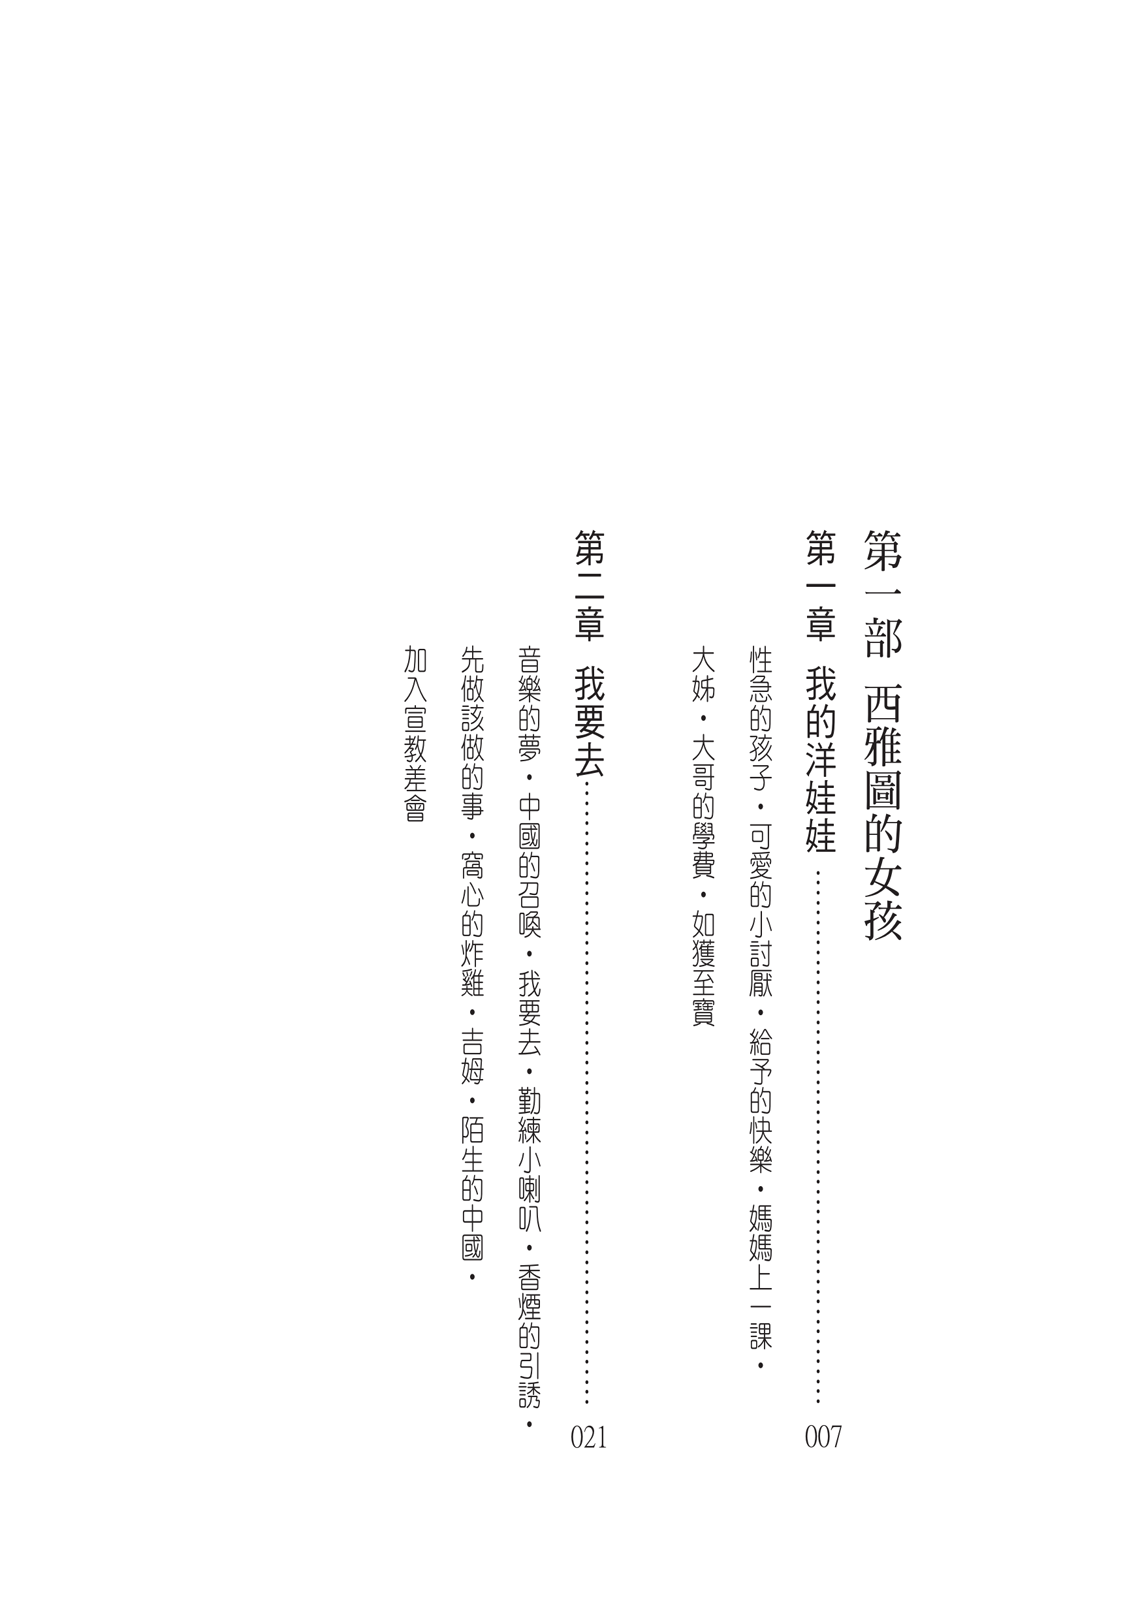 第一部 西雅圖的女孩
第一章 我的洋娃娃 007
性急的孩子・可愛的小討厭・給予的快樂・媽媽上一課・
大姊・大哥的學費・如獲至寶
第二章 我要去 021
音樂的夢・中國的召喚・我要去・勤練小喇叭・香煙的引誘・
先做該做的事・窩心的炸雞・吉姆・陌生的中國・
加入宣教差會